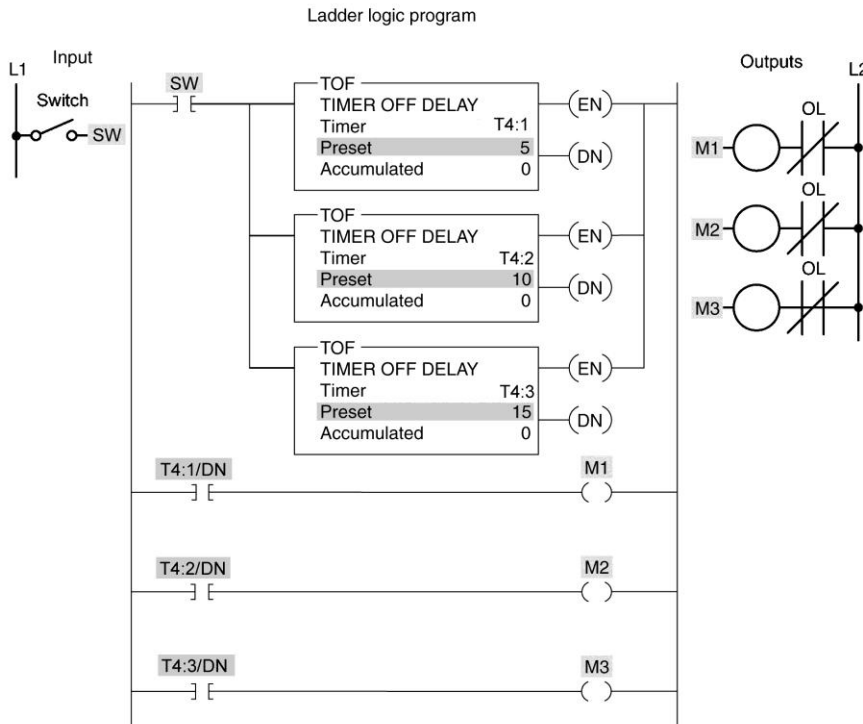 Ladder logic program
Input
L1
Switch
SW
SW
TOF
TIMER OFF DELAY
Timer T4:1
Preset 5
Accumulated 0
EN
DN
TOF
TIMER OFF DELAY
Timer T4:2
Preset 10
Accumulated 0
EN
DN
TOF
TIMER OFF DELAY
Timer T4:3
Preset 15
Accumulated 0
EN
DN
T4:1/DN M1
T4:2/DN M2
T4:3/DN M3
Outputs
L2
OL
M1
OL
M2
OL
M3